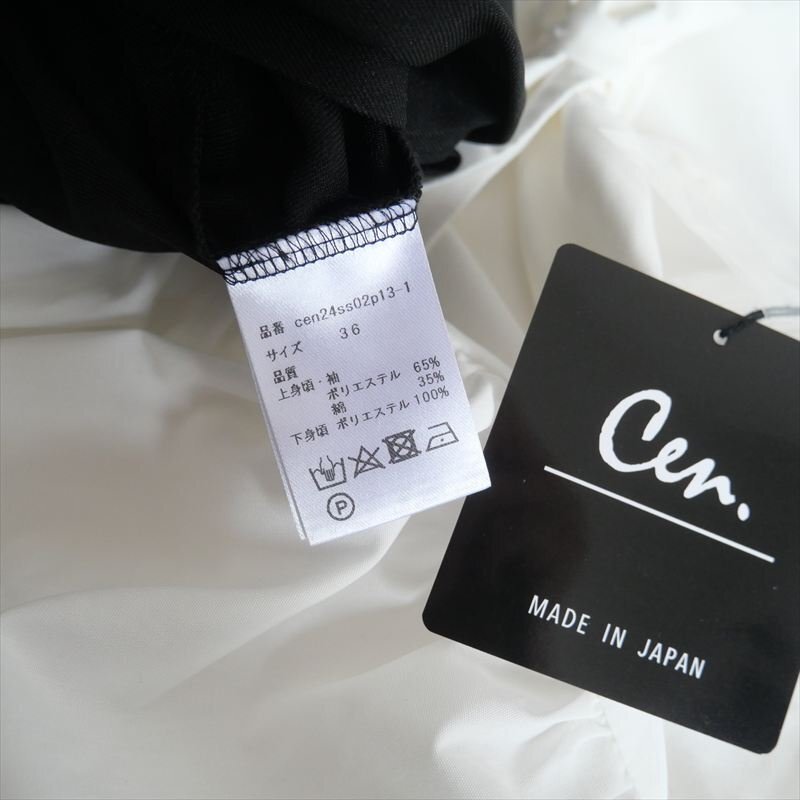 品番 cen24ss02p13-1
サイズ 36
品質
上身頃・袖
ポリエステル 65%
綿 35%
下身頃 ポリエステル 100%
P
Cen.
MADE IN JAPAN